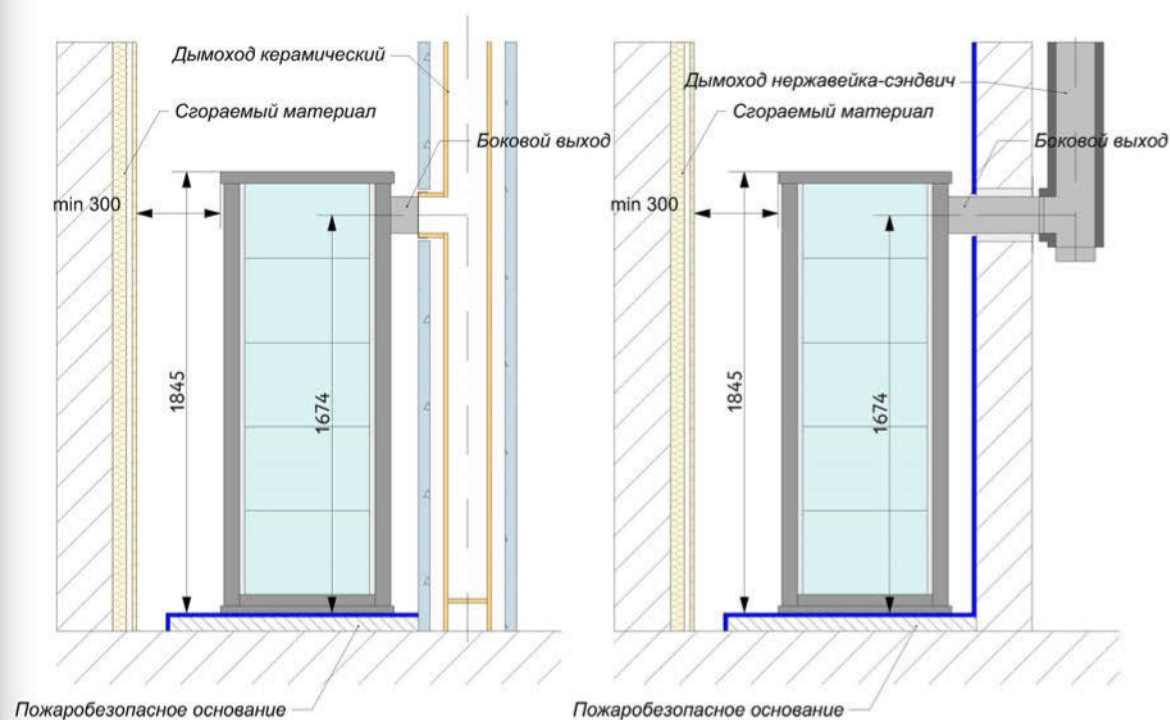 Дымоход керамический
Сгораемый материал
Боковой выход
min 300
1845
1674
Пожаробезопасное основание
Дымоход нержавейка-сэндвич
Сгораемый материал
Боковой выход
min 300
1845
1674
Пожаробезопасное основание